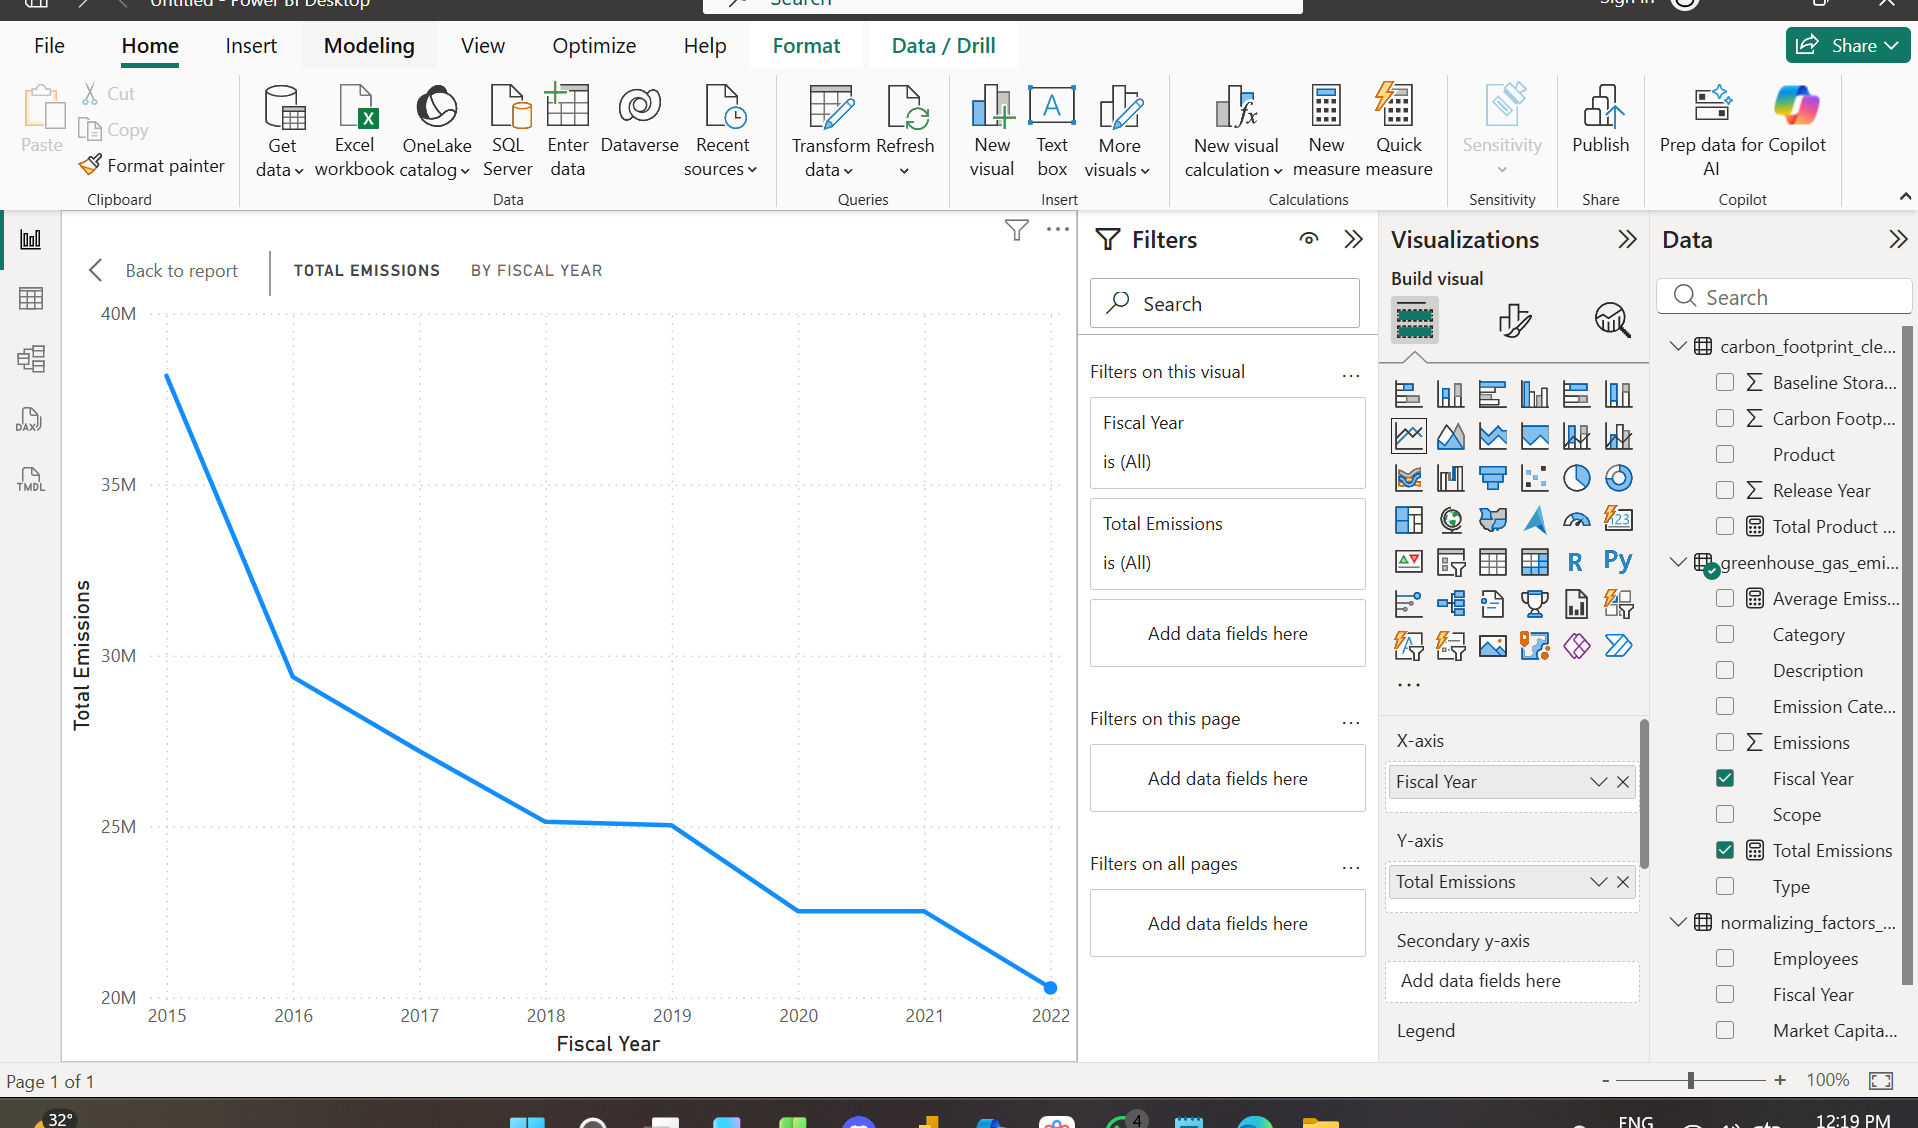 Untitled - Power BI Desktop
Search
Sign in
File
Home
Insert
Modeling
View
Optimize
Help
Format
Data / Drill
Share
Paste
Cut
Copy
Format painter
Clipboard
Get data
Excel workbook
OneLake catalog
SQL Server
Enter data
Dataverse
Recent sources
Data
Transform data
Refresh
Queries
New visual
Text box
More visuals
Insert
New visual calculation
New measure
Quick measure
Calculations
Sensitivity
Sensitivity
Publish
Share
Prep data for AI
Copilot
Copilot
DAX
TMDL
Back to report
TOTAL EMISSIONS
BY FISCAL YEAR
40M
35M
30M
25M
20M
Total Emissions
2015
2016
2017
2018
2019
2020
2021
2022
Fiscal Year
Filters
Search
Filters on this visual
...
Fiscal Year
is (All)
Total Emissions
is (All)
Add data fields here
Filters on this page
...
Add data fields here
Filters on all pages
...
Add data fields here
Visualizations
Build visual
123
R
Py
...
X-axis
Fiscal Year
Y-axis
Total Emissions
Secondary y-axis
Add data fields here
Legend
Data
Search
carbon_footprint_cle...
Baseline Stora...
Carbon Footp...
Product
Release Year
Total Product ...
greenhouse_gas_emi...
Average Emiss...
Category
Description
Emission Cate...
Emissions
Fiscal Year
Scope
Total Emissions
Type
normalizing_factors_...
Employees
Fiscal Year
Market Capita...
Page 1 of 1
- + 100%
32°
4
ENG
12:19 PM